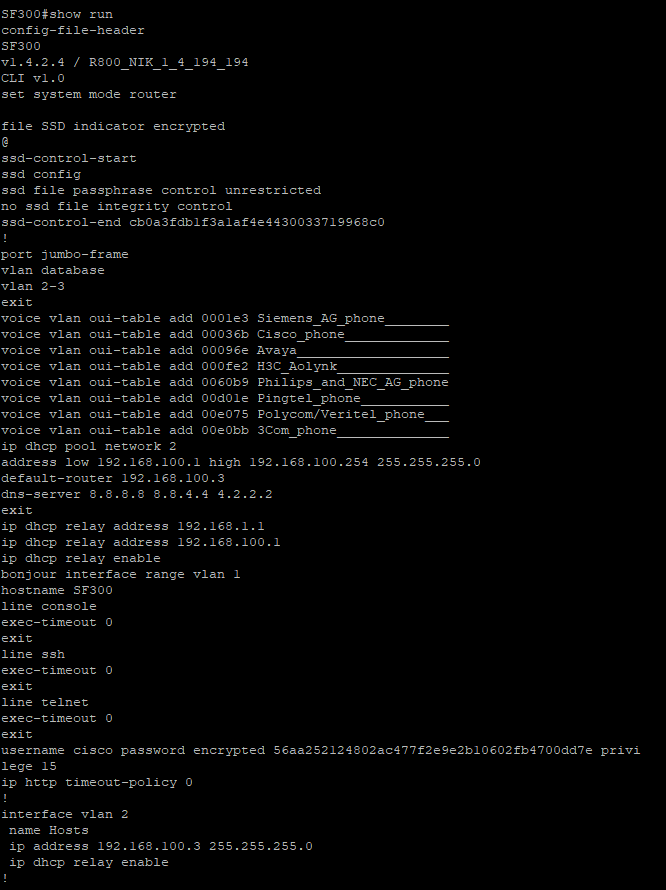 SF300#show run
config-file-header
SF300
v1.4.2.4 / R800_NIK_1_4_194_194
CLI v1.0
set system mode router

file SSD indicator encrypted
@
ssd-control-start
ssd config
ssd file passphrase control unrestricted
no ssd file integrity control
ssd-control-end cb0a3fdb1f3a1af4e4430033719968c0
!
port jumbo-frame
vlan database
vlan 2-3
exit
voice vlan oui-table add 0001e3 Siemens_AG_phone________
voice vlan oui-table add 00036b Cisco_phone_____________
voice vlan oui-table add 00096e Avaya___________________
voice vlan oui-table add 000fe2 H3C_Aolynk______________
voice vlan oui-table add 0060b9 Philips_and_NEC_AG_phone
voice vlan oui-table add 00d01e Pingtel_phone___________
voice vlan oui-table add 00e075 Polycom/Veritel_phone___
voice vlan oui-table add 00e0bb 3Com_phone______________
ip dhcp pool network 2
address low 192.168.100.1 high 192.168.100.254 255.255.255.0
default-router 192.168.100.3
dns-server 8.8.8.8 8.8.4.4 4.2.2.2
exit
ip dhcp relay address 192.168.1.1
ip dhcp relay address 192.168.100.1
ip dhcp relay enable
bonjour interface range vlan 1
hostname SF300
line console
exec-timeout 0
exit
line ssh
exec-timeout 0
exit
line telnet
exec-timeout 0
exit
username cisco password encrypted 56aa252124802ac477f2e9e2b10602fb4700dd7e privi
lege 15
ip http timeout-policy 0
!
interface vlan 2
 name Hosts
 ip address 192.168.100.3 255.255.255.0
 ip dhcp relay enable
!